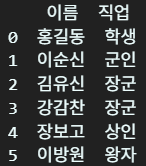 이름 직업
0 홍길동 학생
1 이순신 군인
2 김유신 장군
3 강감찬 장군
4 장보고 상인
5 이방원 왕자